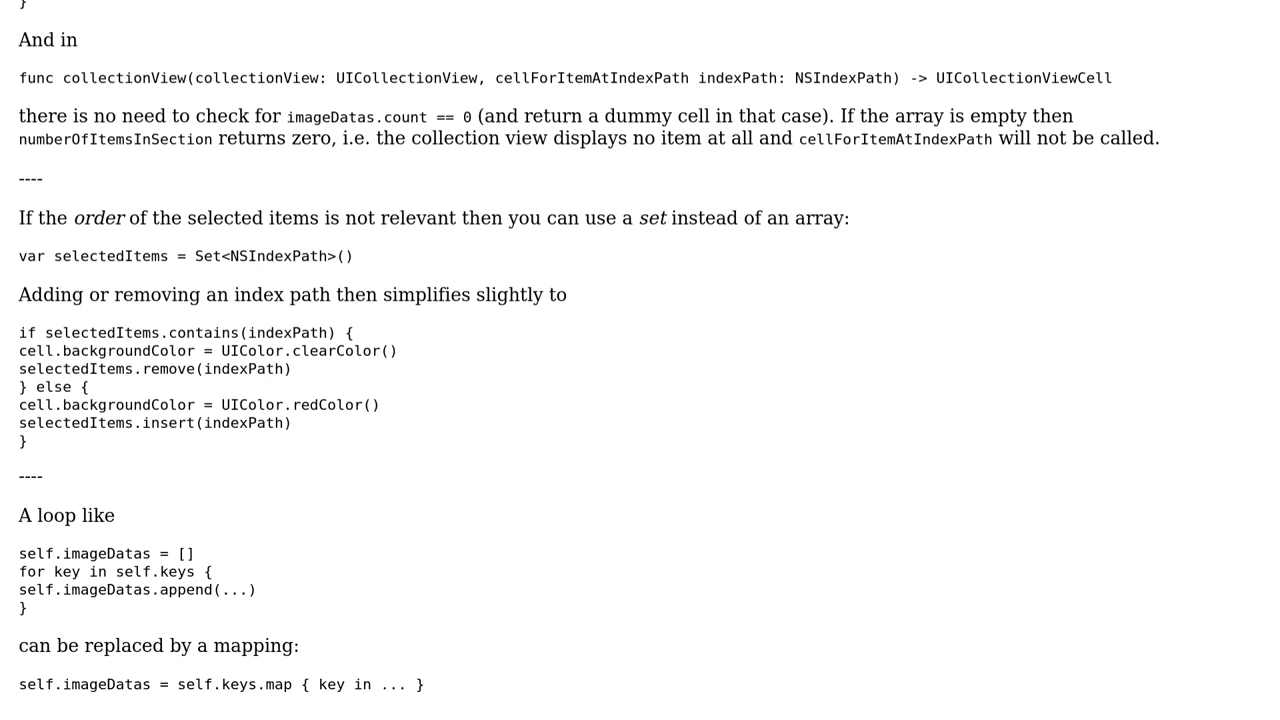 }
And in
func collectionView(collectionView: UICollectionView, cellForItemAtIndexPath indexPath: NSIndexPath) -> UICollectionViewCell
there is no need to check for imageDatas.count == 0 (and return a dummy cell in that case). If the array is empty then
numberOfItemsInSection returns zero, i.e. the collection view displays no item at all and cellForItemAtIndexPath will not be called.
----
If the order of the selected items is not relevant then you can use a set instead of an array:
var selectedItems = Set<NSIndexPath>()
Adding or removing an index path then simplifies slightly to
if selectedItems.contains(indexPath) {
cell.backgroundColor = UIColor.clearColor()
selectedItems.remove(indexPath)
} else {
cell.backgroundColor = UIColor.redColor()
selectedItems.insert(indexPath)
}
----
A loop like
self.imageDatas = []
for key in self.keys {
self.imageDatas.append(...)
}
can be replaced by a mapping:
self.imageDatas = self.keys.map { key in ... }